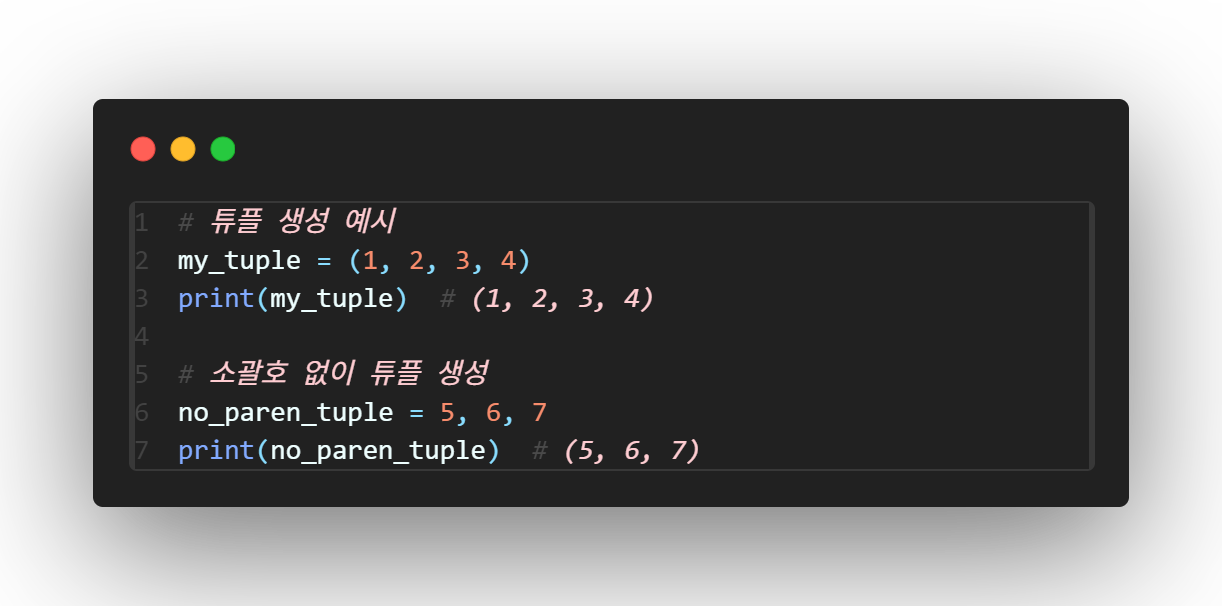 1 # 튜플 생성 예시
2 my_tuple = (1, 2, 3, 4)
3 print(my_tuple)  # (1, 2, 3, 4)
4
5 # 소괄호 없이 튜플 생성
6 no_paren_tuple = 5, 6, 7
7 print(no_paren_tuple)  # (5, 6, 7)